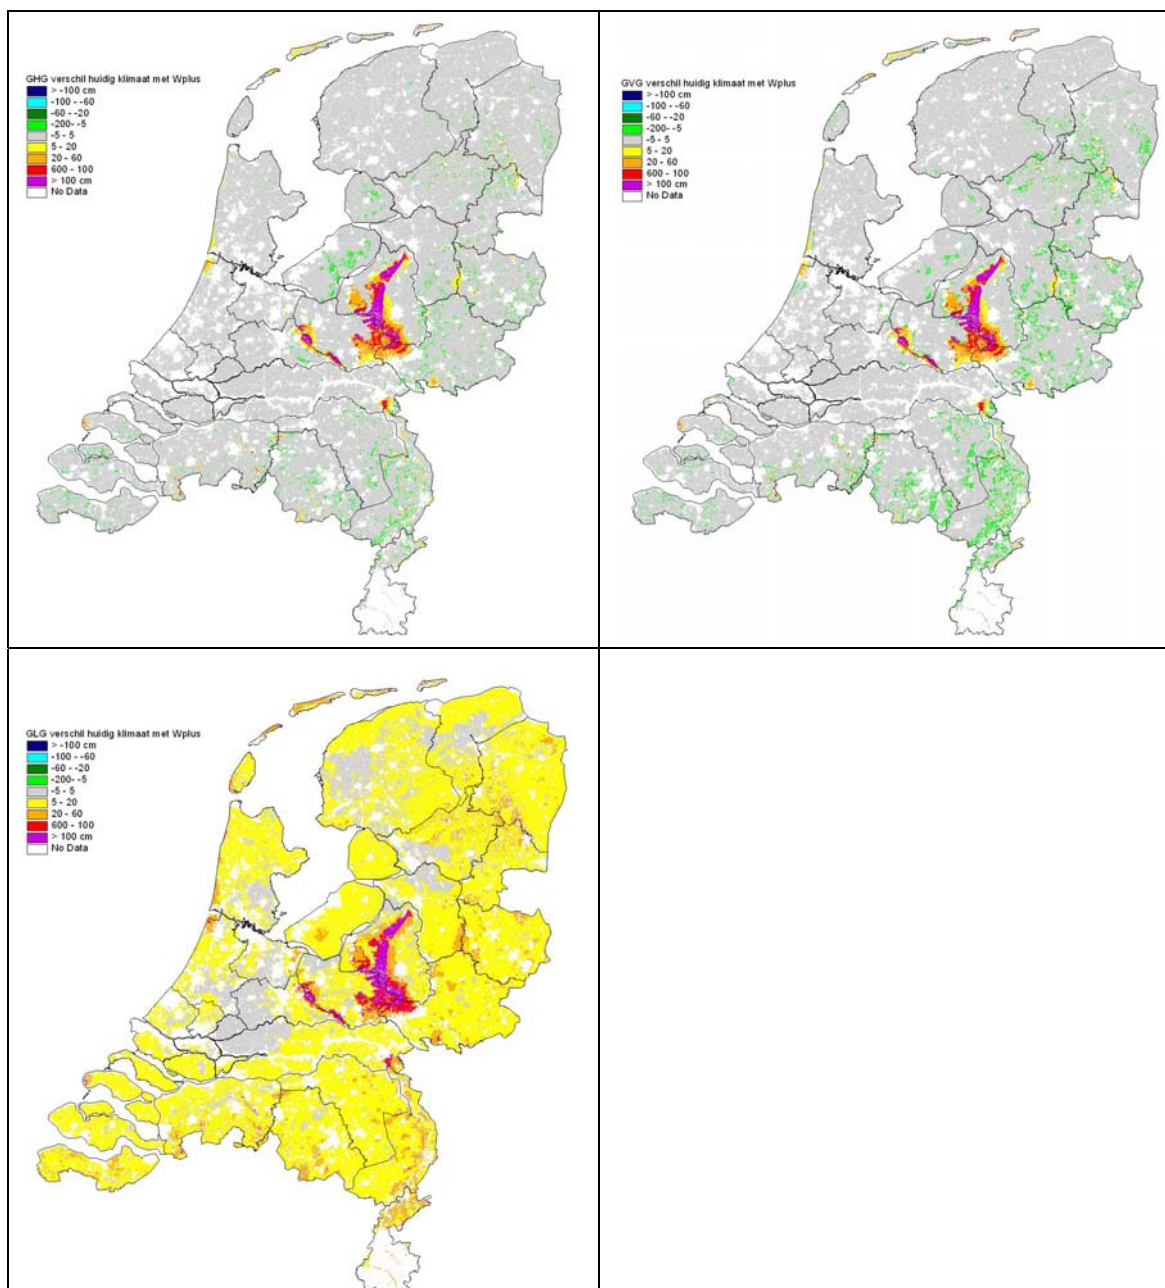 GHG verschil huidig klimaat met Wplus
> -100 cm
-100 - -60
-60 - -20
-200- -5
-5 - 5
5 - 20
20 - 60
600 - 100
> 100 cm
No Data
GVG verschil huidig klimaat met Wplus
> -100 cm
-100 - -60
-60 - -20
-200- -5
-5 - 5
5 - 20
20 - 60
600 - 100
> 100 cm
No Data
GLG verschil huidig klimaat met Wplus
> -100 cm
-100 - -60
-60 - -20
-200- -5
-5 - 5
5 - 20
20 - 60
600 - 100
> 100 cm
No Data